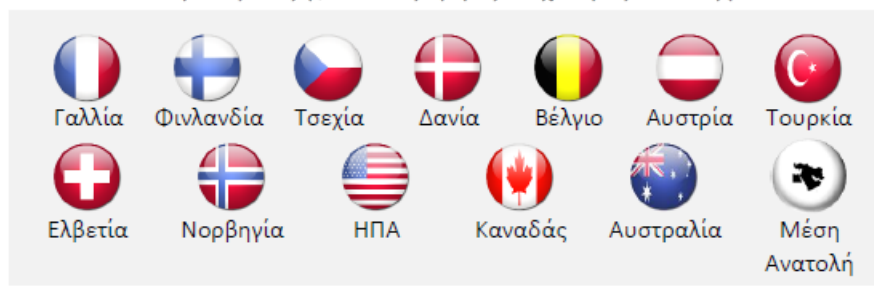 Γαλλία Φινλανδία Τσεχία Δανία Βέλγιο Αυστρία Τουρκία
Ελβετία Νορβηγία ΗΠΑ Καναδάς Αυστραλία Μέση
Ανατολή